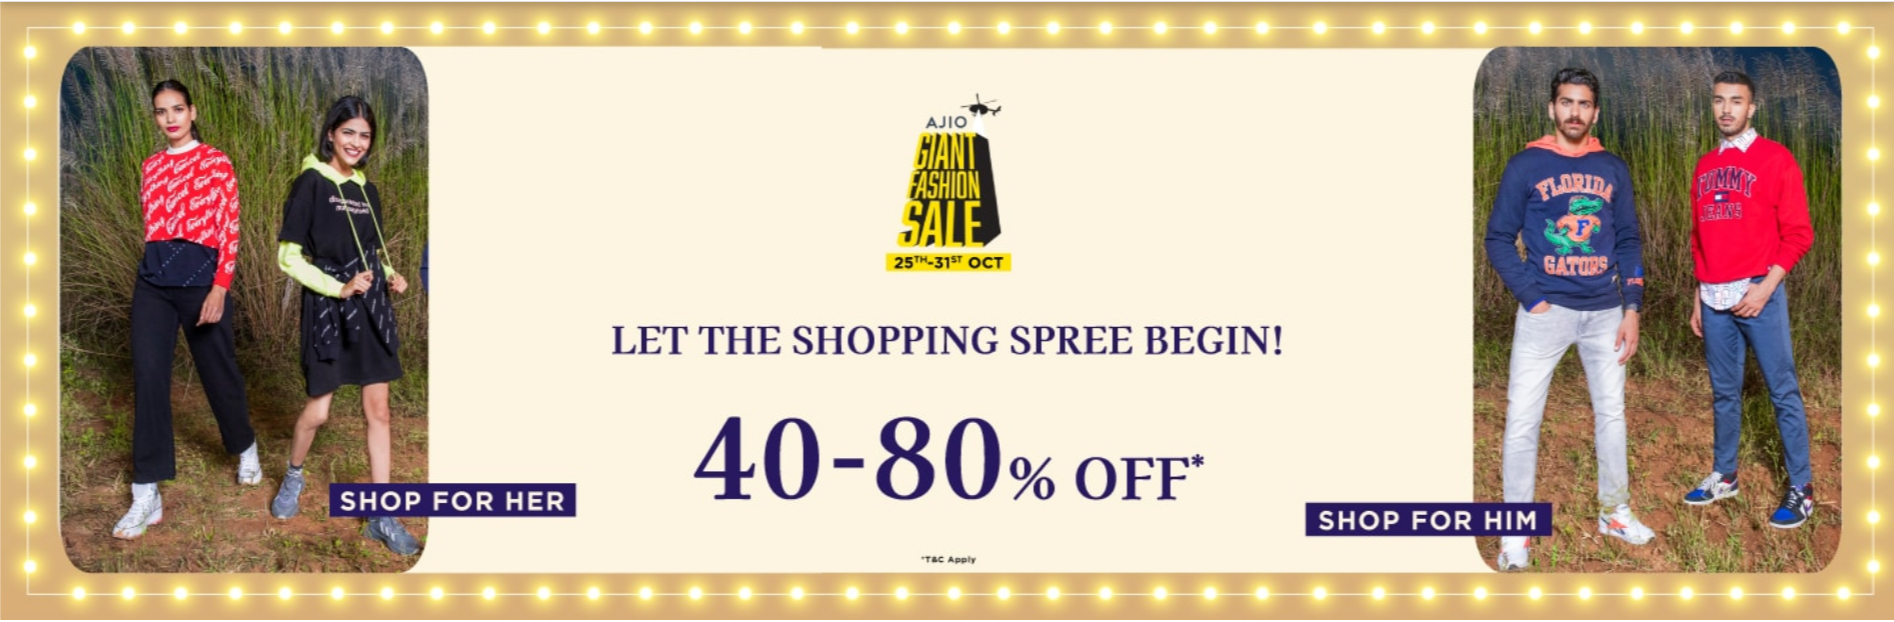 AJIO
GIANT
FASHION
SALE
25TH-31ST OCT
LET THE SHOPPING SPREE BEGIN!
40-80% OFF*
SHOP FOR HER
SHOP FOR HIM
*T&C Apply
FLORIDA
F
GATORS
TOMMY
JEANS